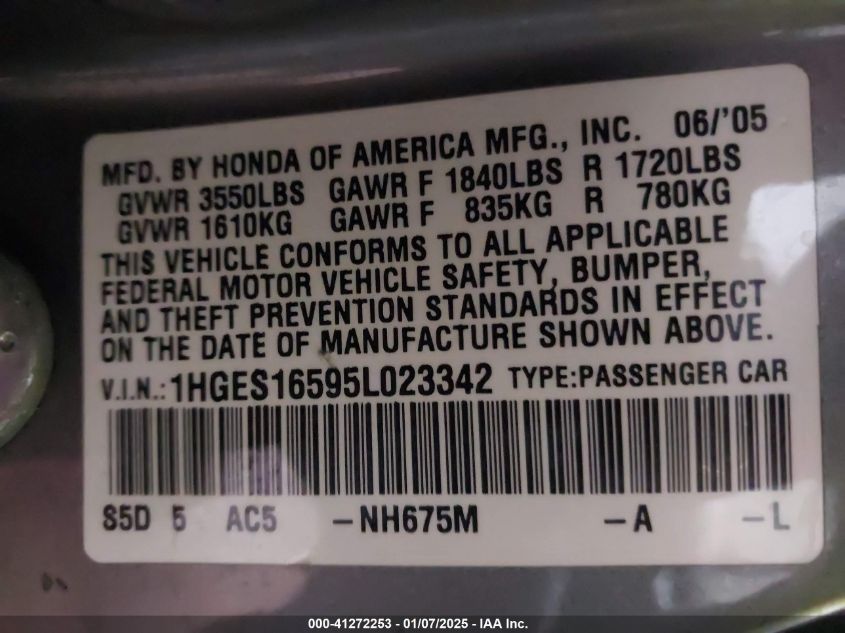 MFD. BY HONDA OF AMERICA MFG., INC. 06/'05
GVWR 3550LBS GAWR F 1840LBS R 1720LBS
GVWR 1610KG GAWR F 835KG R 780KG
THIS VEHICLE CONFORMS TO ALL APPLICABLE
FEDERAL MOTOR VEHICLE SAFETY, BUMPER,
AND THEFT PREVENTION STANDARDS IN EFFECT
ON THE DATE OF MANUFACTURE SHOWN ABOVE.
V.I.N.: 1HGES16595L023342 TYPE:PASSENGER CAR
S5D 5 AC5 -NH675M -A -L
000-41272253 - 01/07/2025 - IAA Inc.